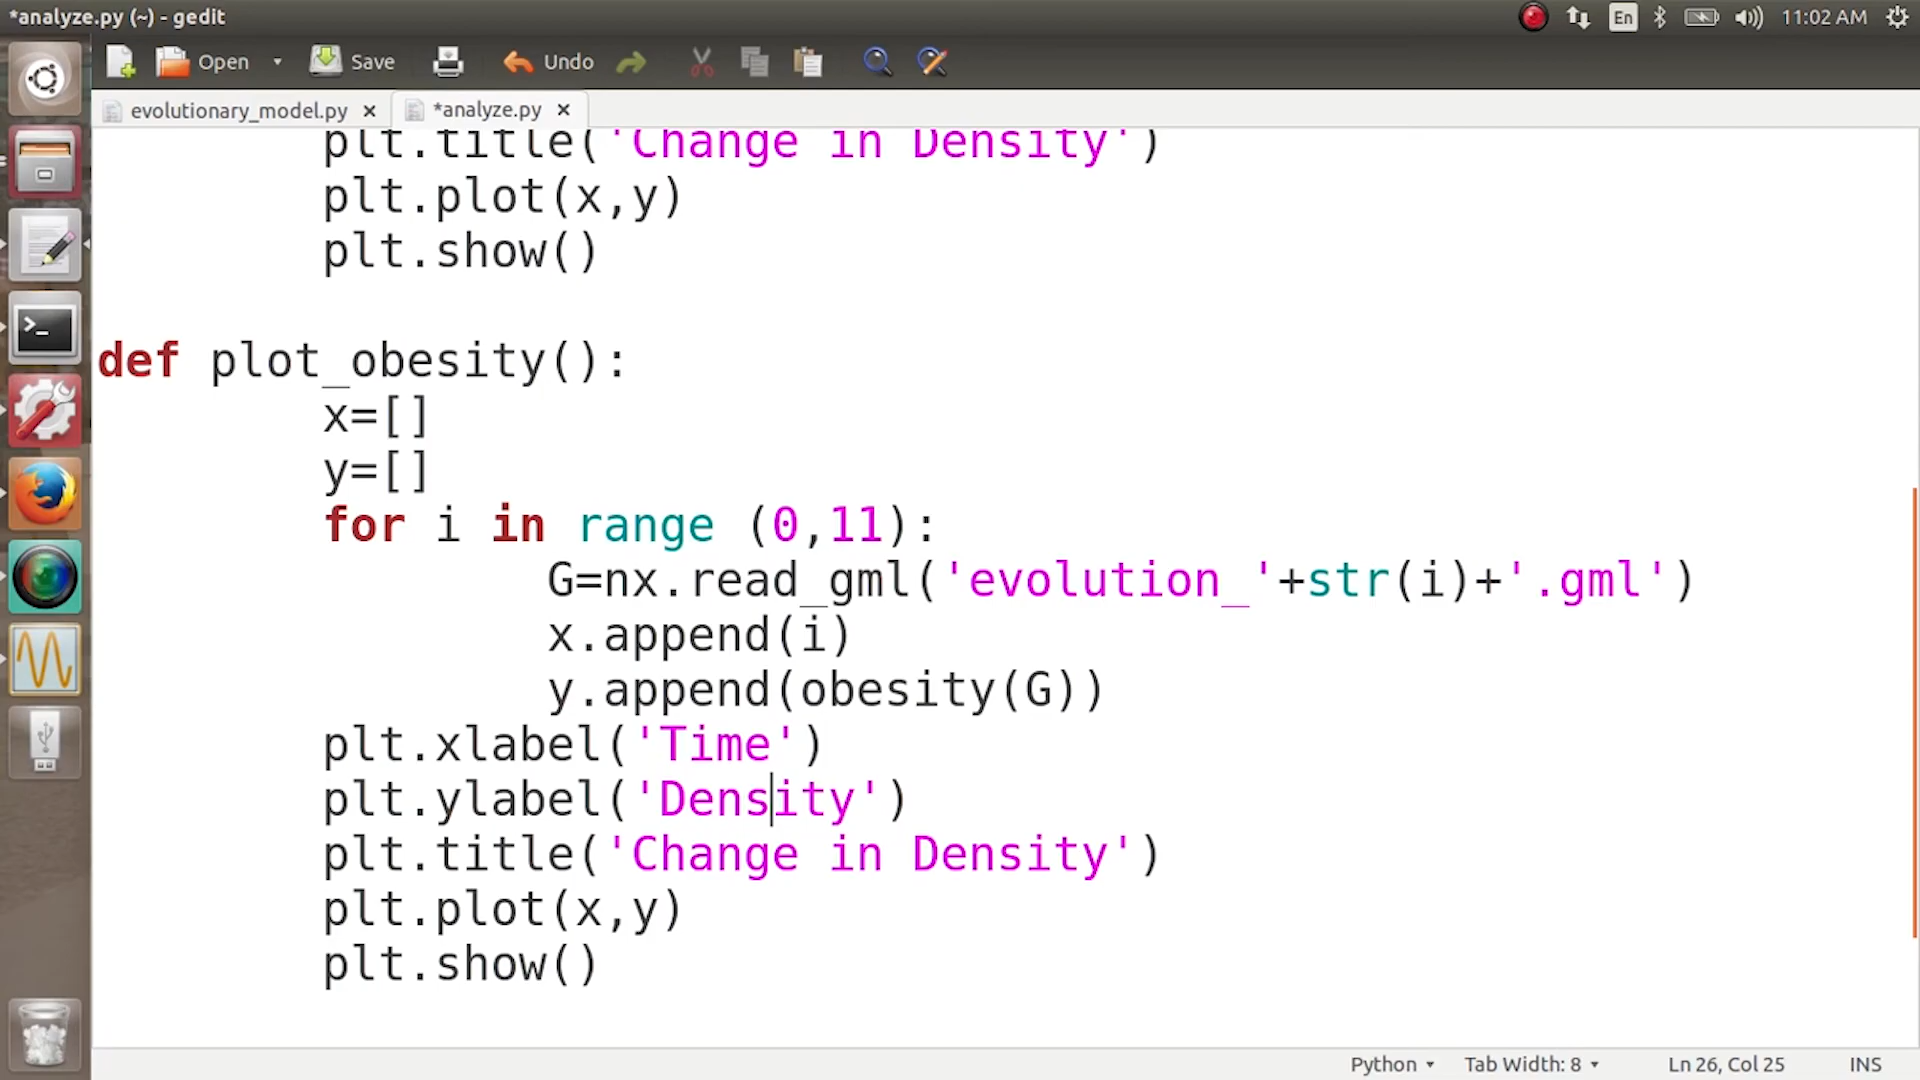 *analyze.py (~) - gedit
En 11:02 AM
Open Save Undo
evolutionary_model.py *analyze.py
plt.title('Change in Density')
plt.plot(x,y)
plt.show()
def plot_obesity():
x=[]
y=[]
for i in range (0,11):
G=nx.read_gml('evolution_'+str(i)+'.gml')
x.append(i)
y.append(obesity(G))
plt.xlabel('Time')
plt.ylabel('Density')
plt.title('Change in Density')
plt.plot(x,y)
plt.show()
Python Tab Width: 8 Ln 26, Col 25 INS